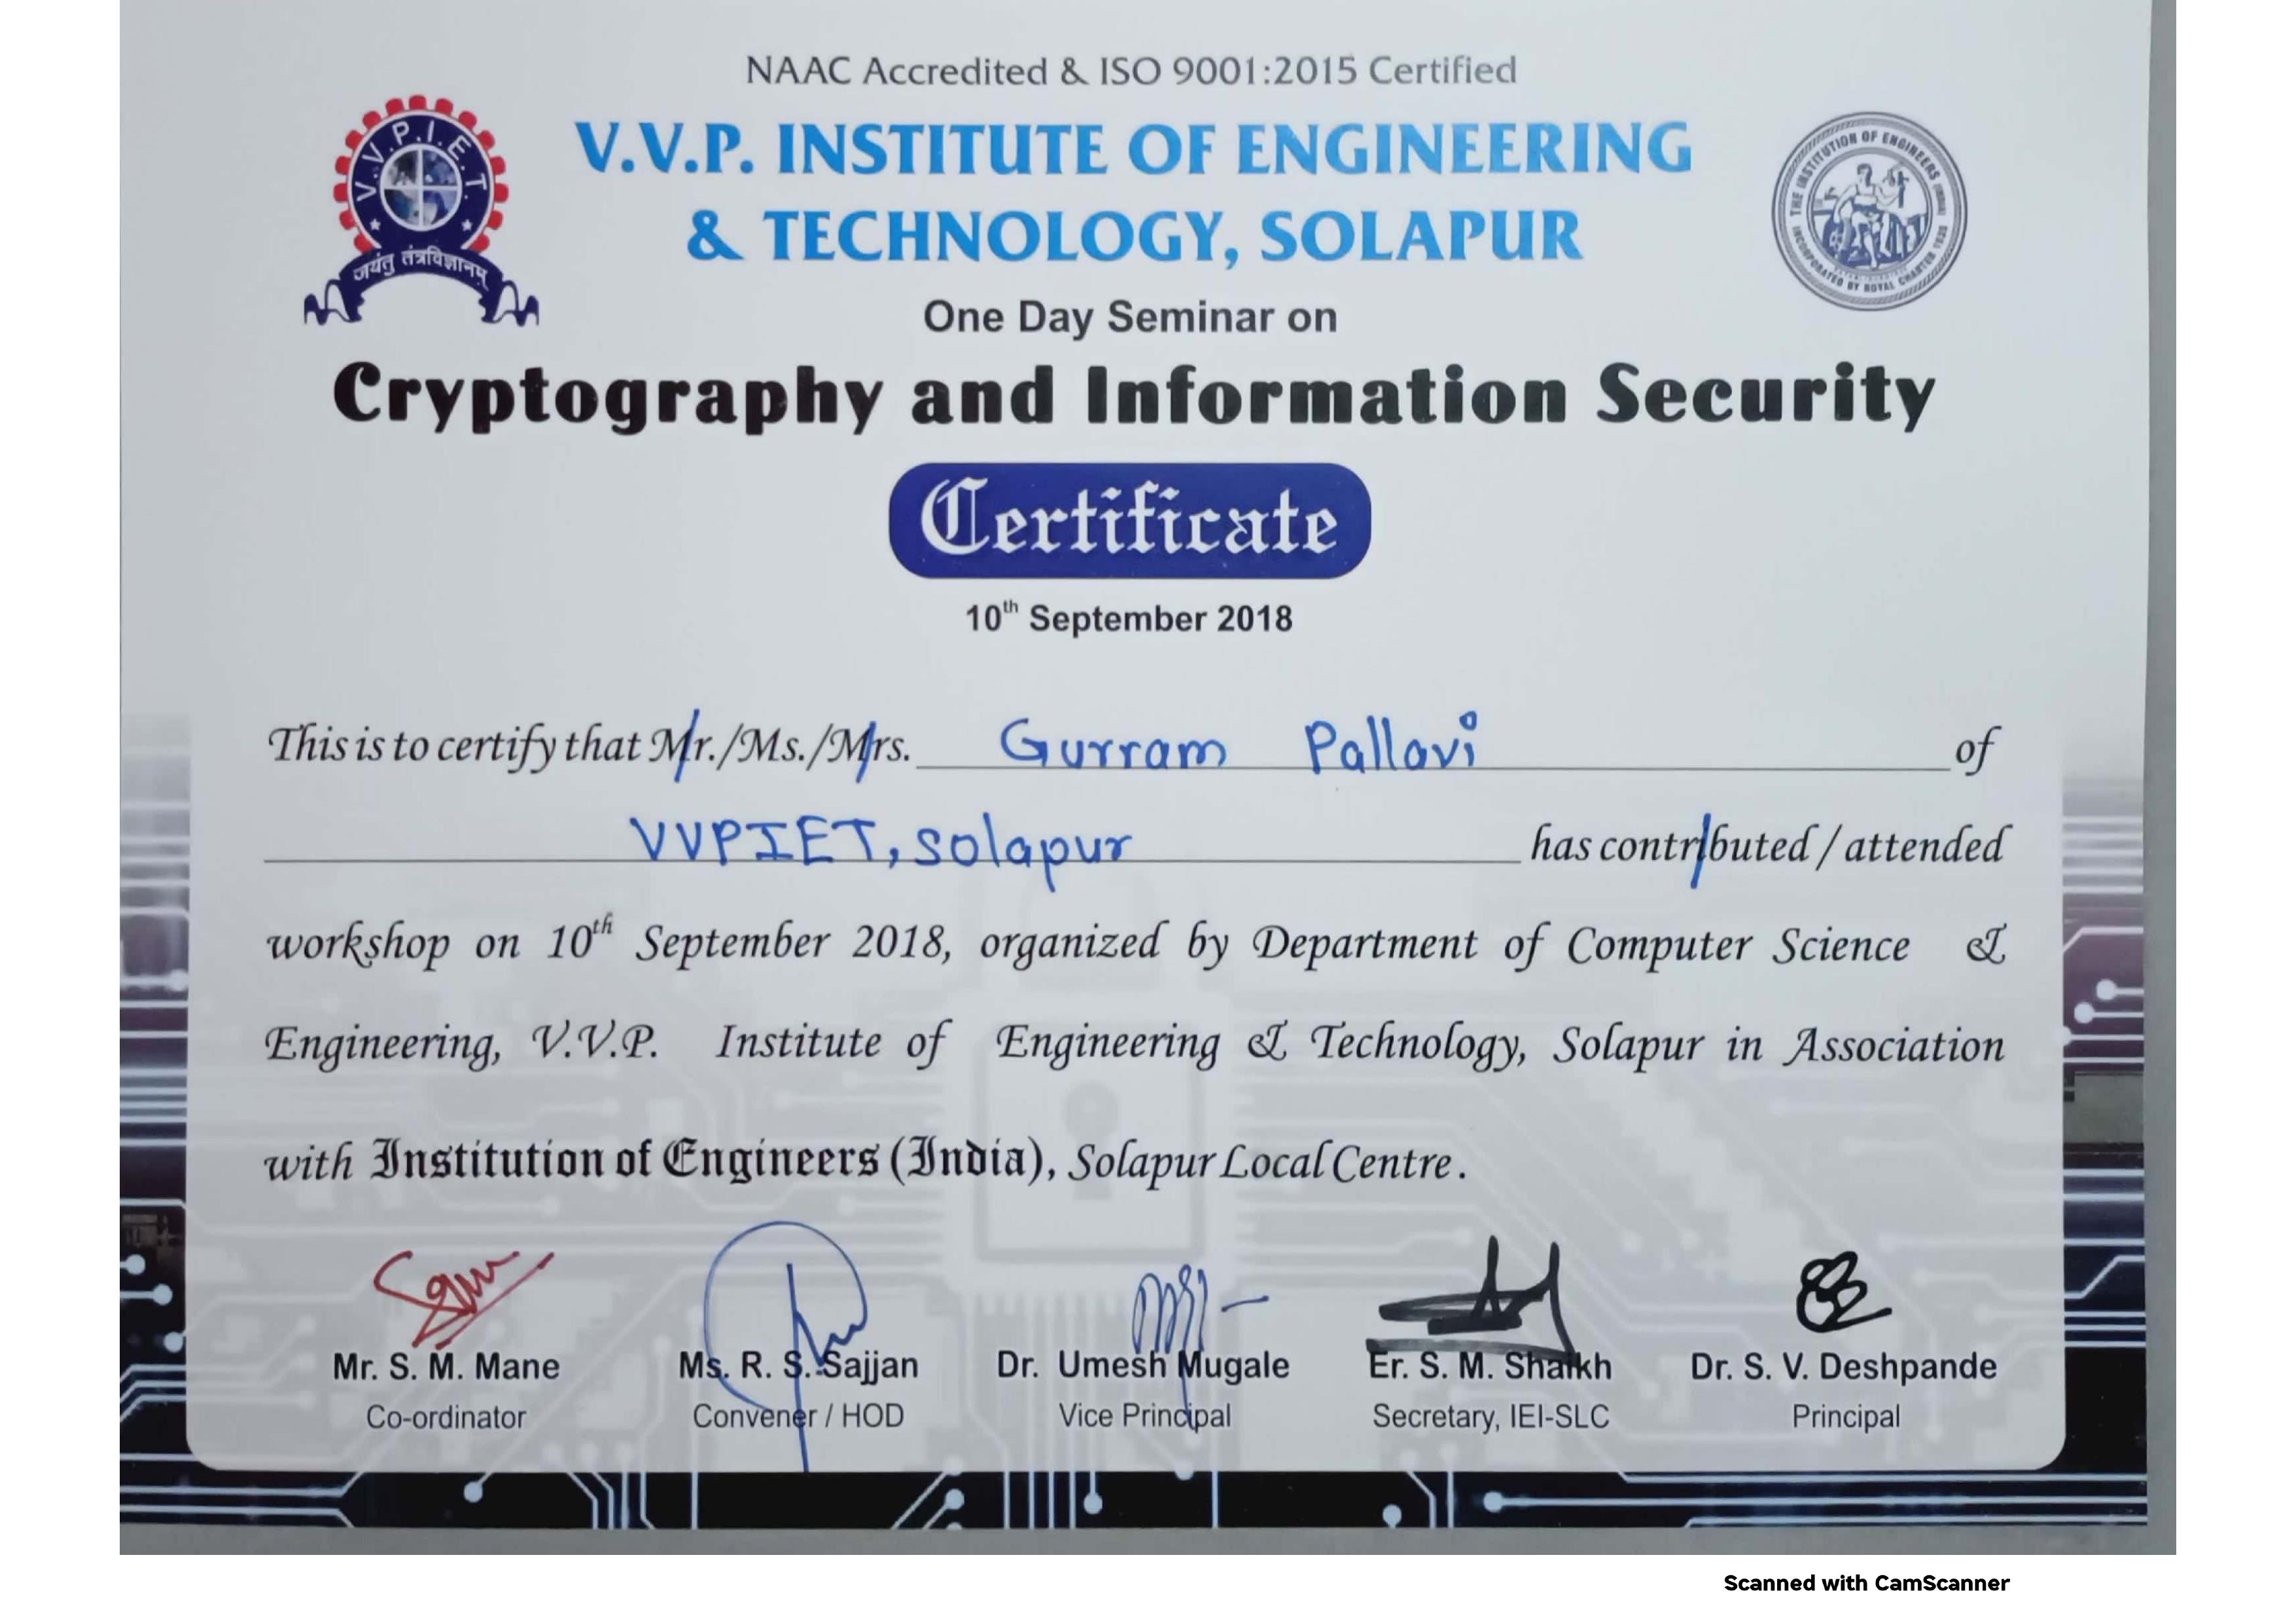 NAAC Accredited & ISO 9001:2015 Certified
V.V.P.I.E.T.
जयंतु तंत्रविज्ञानम्
V.V.P. INSTITUTE OF ENGINEERING
& TECHNOLOGY, SOLAPUR
THE INSTITUTION OF ENGINEERS (INDIA)
INCORPORATED BY ROYAL CHARTER 1935
One Day Seminar on
Cryptography and Information Security
Certificate
10th September 2018
This is to certify that Mr./Ms./Mrs. Gurram Pallavi of
VVPIET, Solapur has contributed / attended
workshop on 10th September 2018, organized by Department of Computer Science &
Engineering, V.V.P. Institute of Engineering & Technology, Solapur in Association
with Institution of Engineers (India), Solapur Local Centre.
Mr. S. M. Mane Ms. R. S. Sajjan Dr. Umesh Mugale Er. S. M. Shaikh Dr. S. V. Deshpande
Co-ordinator Convener / HOD Vice Principal Secretary, IEI-SLC Principal
Scanned with CamScanner